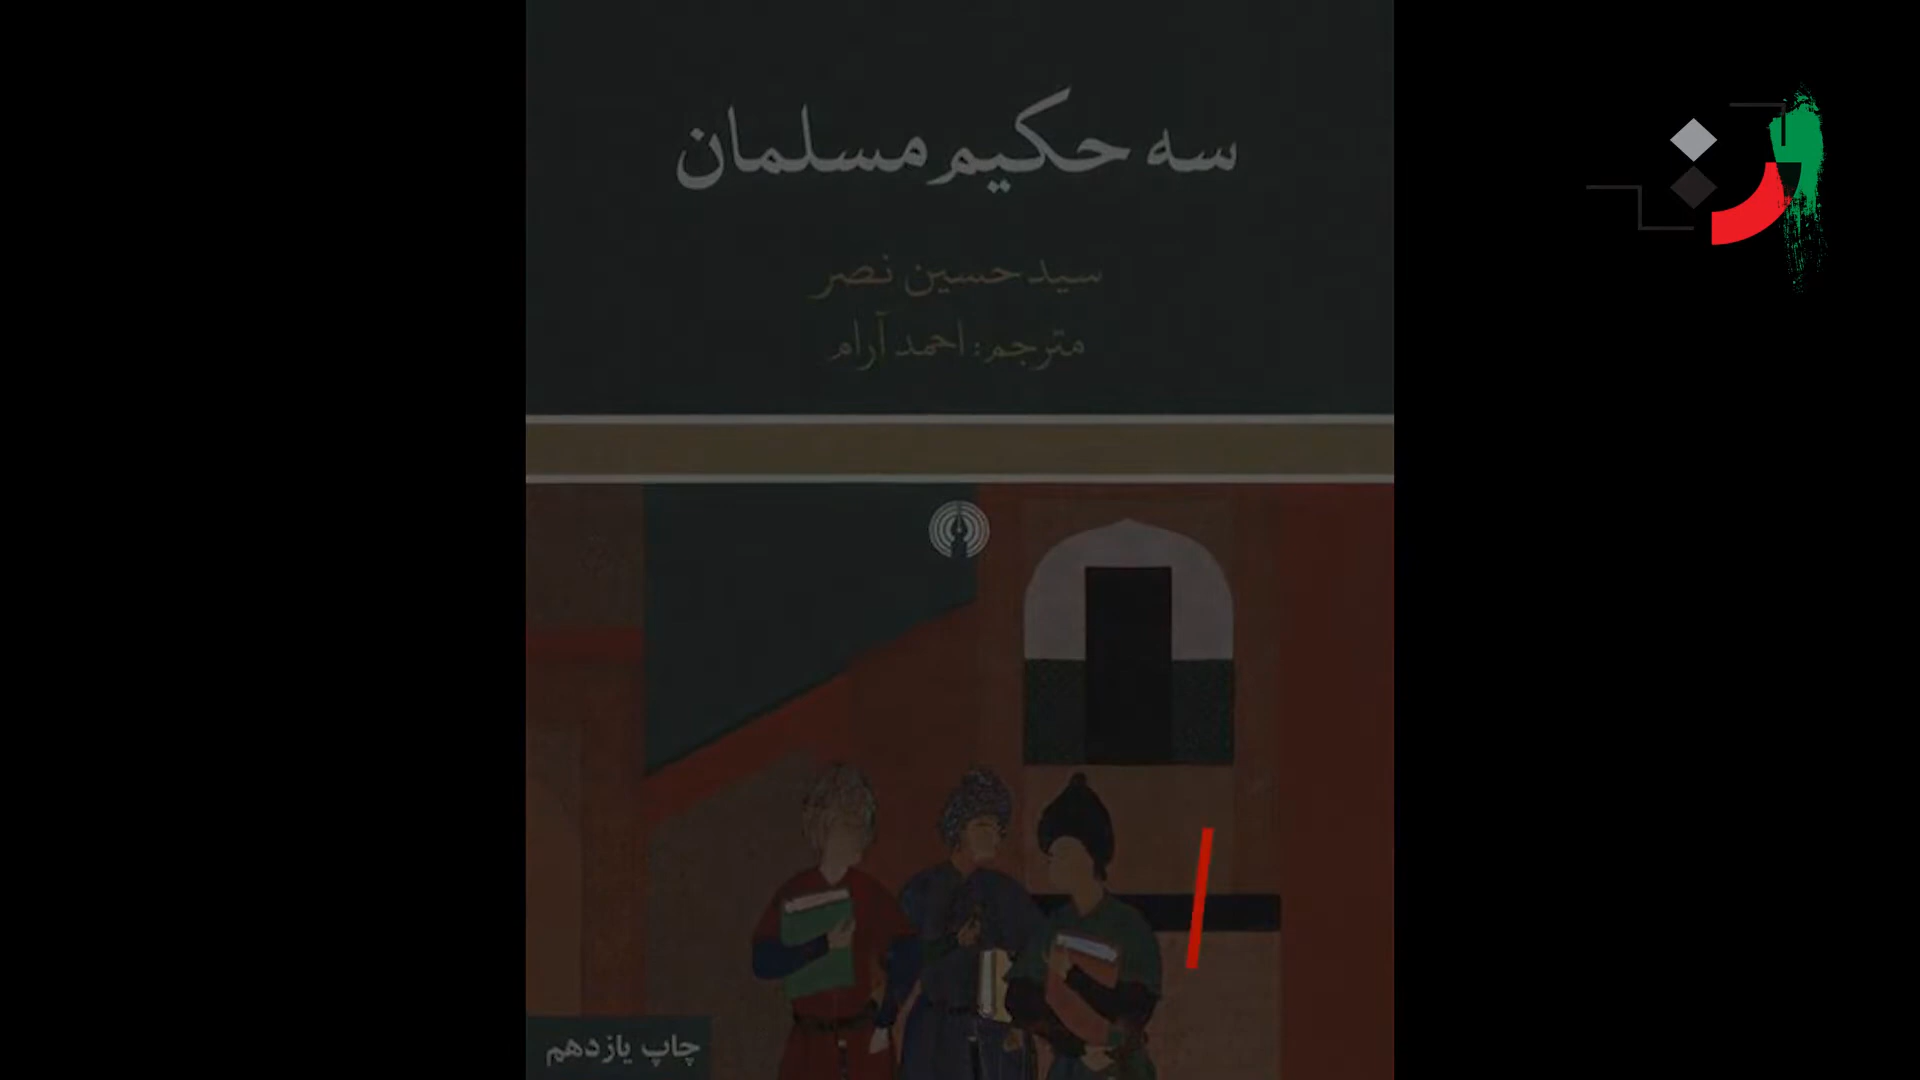 سه حکیم مسلمان
سید حسین نصر
مترجم: احمد آرام
چاپ یازدهم